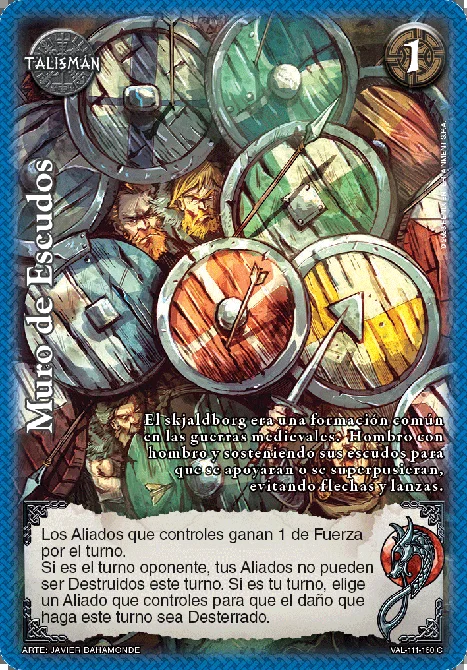 TALISMÁN
1
Muro de Escudos
El skjaldborg era una formación común
en las guerras medievales. Hombro con
hombro y sosteniendo sus escudos para
que se apoyaran o se superpusieran,
evitando flechas y lanzas.
Los Aliados que controles ganan 1 de Fuerza
por el turno.
Si es el turno oponente, tus Aliados no pueden
ser Destruidos este turno. Si es tu turno, elige
un Aliado que controles para que el daño que
haga este turno sea Desterrado.
ARTE: JAVIER BAHAMONDE
VAL-111-160 C